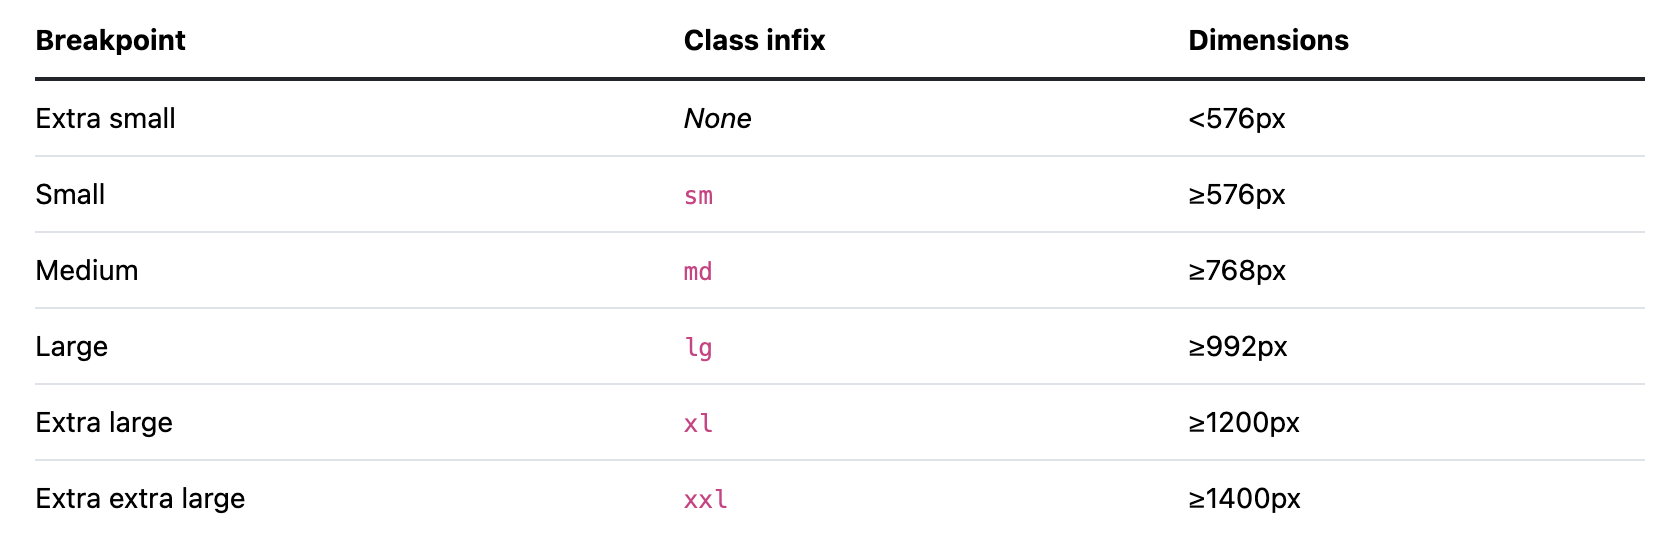 Breakpoint Class infix Dimensions
Extra small None <576px
Small sm ≥576px
Medium md ≥768px
Large lg ≥992px
Extra large xl ≥1200px
Extra extra large xxl ≥1400px